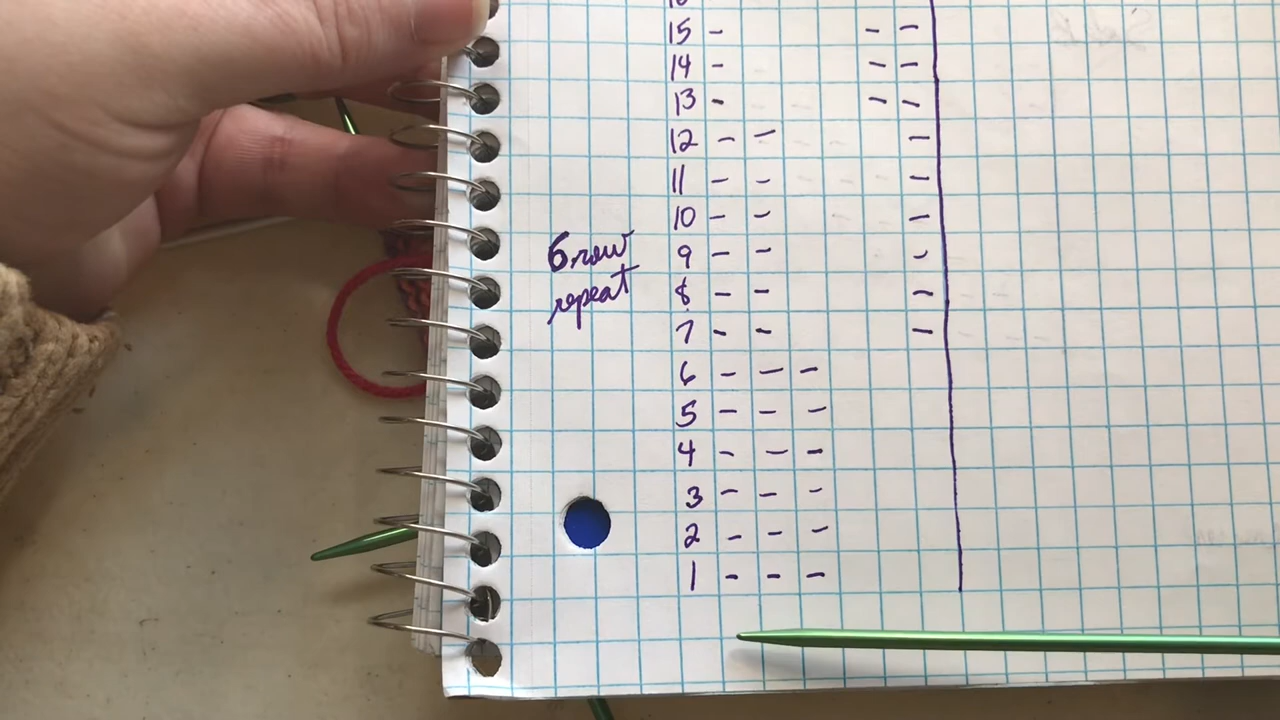 15 - - -
14 - - -
13 - - -
12 - - -
11 - - -
10 - - -
6 row
9 - - -
repeat
8 - - -
7 - - -
6 - - -
5 - - -
4 - - -
3 - - -
2 - - -
1 - - -